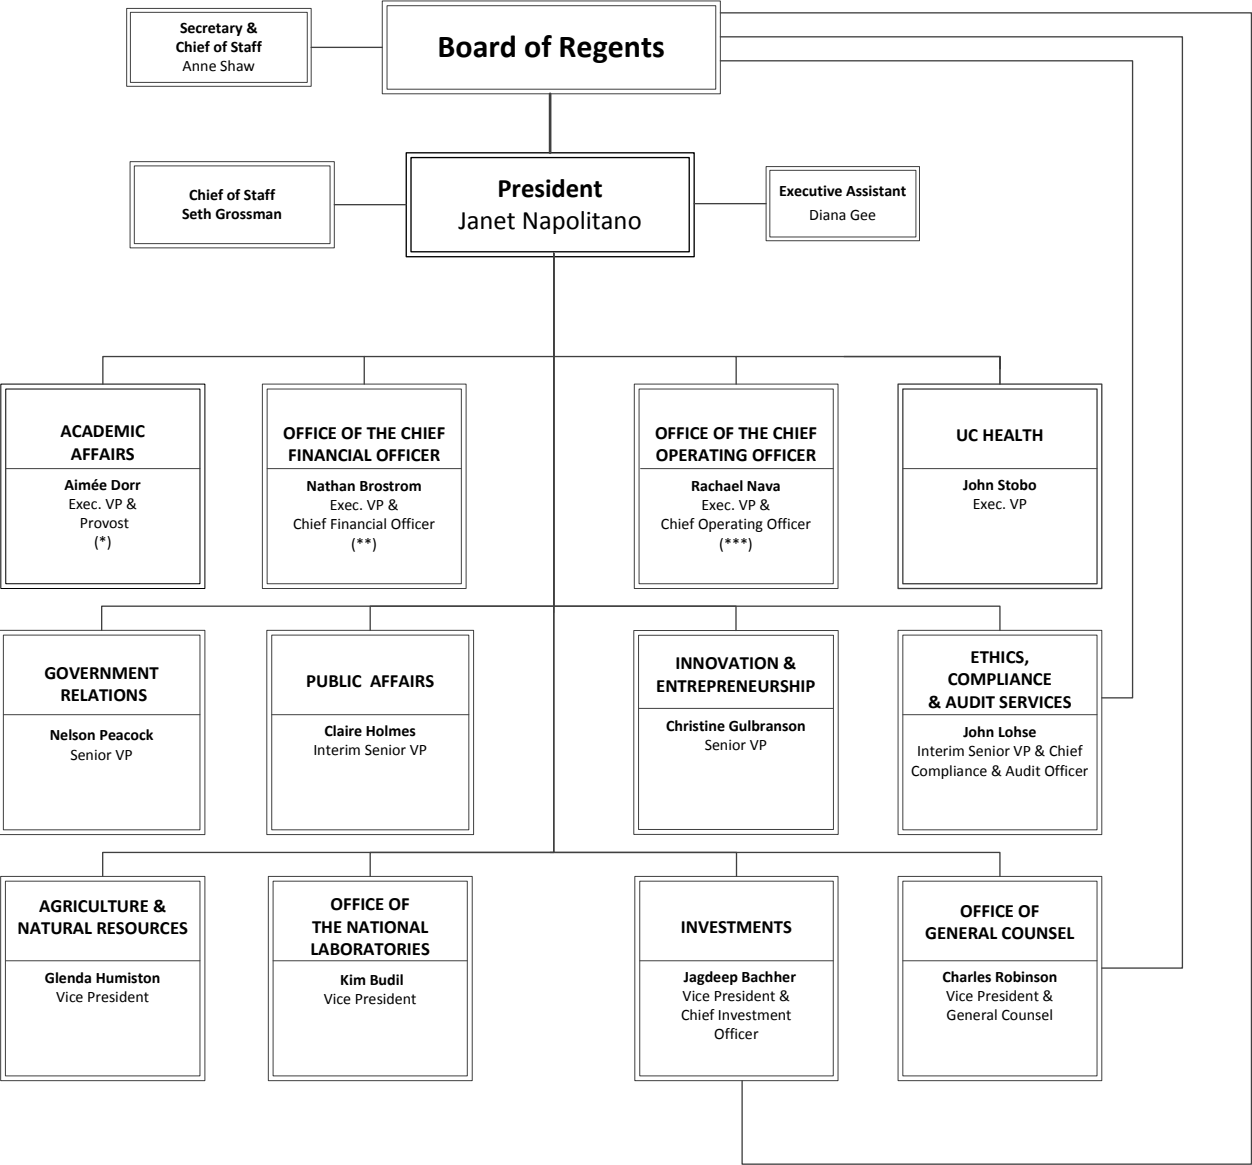 Secretary &
Chief of Staff
Anne Shaw
Board of Regents
Chief of Staff
Seth Grossman
President
Janet Napolitano
Executive Assistant
Diana Gee
ACADEMIC
AFFAIRS
Aimée Dorr
Exec. VP &
Provost
(*)
OFFICE OF THE CHIEF
FINANCIAL OFFICER
Nathan Brostrom
Exec. VP &
Chief Financial Officer
(**)
OFFICE OF THE CHIEF
OPERATING OFFICER
Rachael Nava
Exec. VP &
Chief Operating Officer
(***)
UC HEALTH
John Stobo
Exec. VP
GOVERNMENT
RELATIONS
Nelson Peacock
Senior VP
PUBLIC AFFAIRS
Claire Holmes
Interim Senior VP
INNOVATION &
ENTREPRENEURSHIP
Christine Gulbranson
Senior VP
ETHICS,
COMPLIANCE
& AUDIT SERVICES
John Lohse
Interim Senior VP & Chief
Compliance & Audit Officer
AGRICULTURE &
NATURAL RESOURCES
Glenda Humiston
Vice President
OFFICE OF
THE NATIONAL
LABORATORIES
Kim Budil
Vice President
INVESTMENTS
Jagdeep Bachher
Vice President &
Chief Investment
Officer
OFFICE OF
GENERAL COUNSEL
Charles Robinson
Vice President &
General Counsel